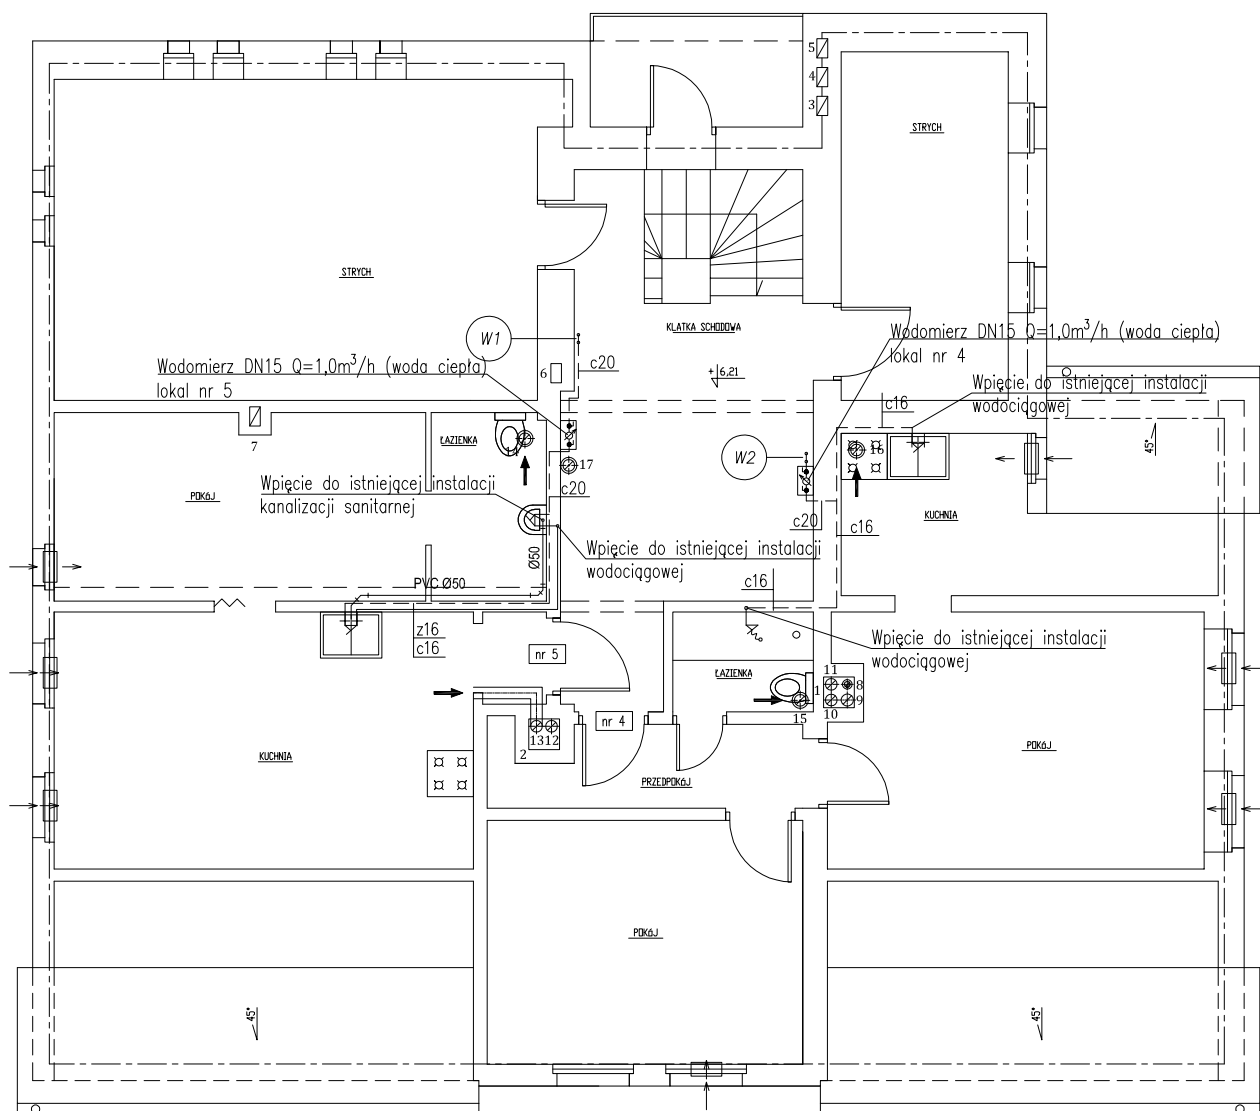 5
4
3
STRYCH
STRYCH
W1
KLATKA SCHODOWA
c20
6
+6,21
Wodomierz DN15 Q=1,0m³/h (woda ciepła)
lokal nr 5
Wodomierz DN15 Q=1,0m³/h (woda ciepła)
lokal nr 4
Wpięcie do istniejącej instalacji
wodociągowej
c16
7
ŁAZIENKA
17
c20
W2
16
45°
POKÓJ
Wpięcie do istniejącej instalacji
kanalizacji sanitarnej
c20
c16
KUCHNIA
Wpięcie do istniejącej instalacji
wodociągowej
Ø50
PVC Ø50
c16
z16
c16
nr 5
Wpięcie do istniejącej instalacji
wodociągowej
ŁAZIENKA
11
1
8
9
10
15
nr 4
13
12
2
KUCHNIA
PRZEDPOKÓJ
POKÓJ
POKÓJ
45°
45°